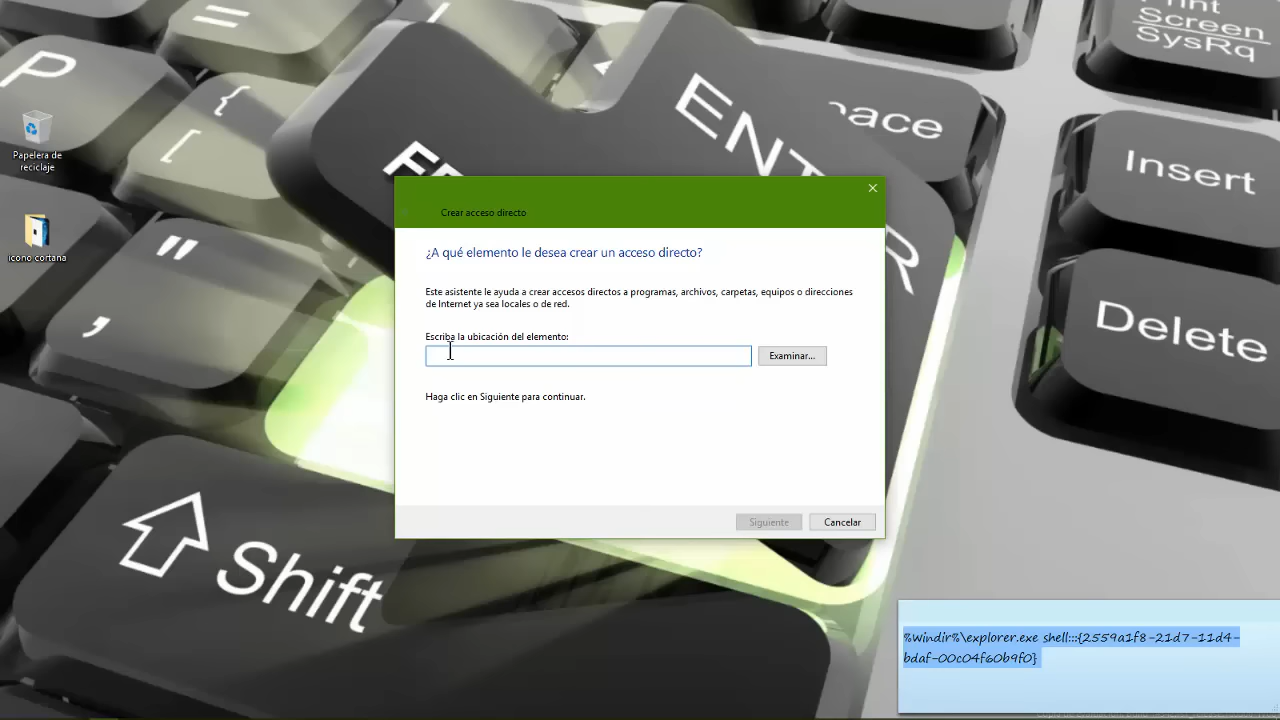 Print
Screen
SysRq
P
=
{
[
ENTER
Insert
Delete
"
,
Shift
Papelera de
reciclaje
icono cortana
Crear acceso directo
¿A qué elemento le desea crear un acceso directo?
Este asistente le ayuda a crear accesos directos a programas, archivos, carpetas, equipos o direcciones
de Internet ya sea locales o de red.
Escriba la ubicación del elemento:
Examinar...
Haga clic en Siguiente para continuar.
Siguiente
Cancelar
%windir%\explorer.exe shell:::{2559a1f8-21d7-11d4-
bdaf-00c04f60b9f0}